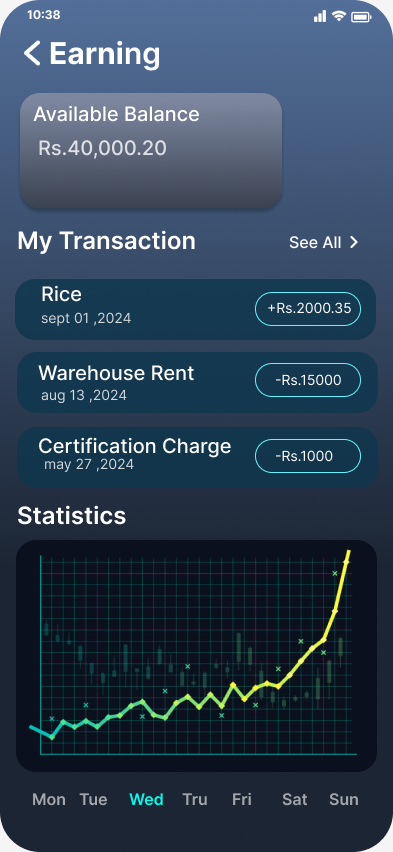 10:38
Earning
Available Balance
Rs.40,000.20
My Transaction
See All
Rice
sept 01 ,2024
+Rs.2000.35
Warehouse Rent
aug 13 ,2024
-Rs.15000
Certification Charge
may 27 ,2024
-Rs.1000
Statistics
Mon Tue Wed Tru Fri Sat Sun